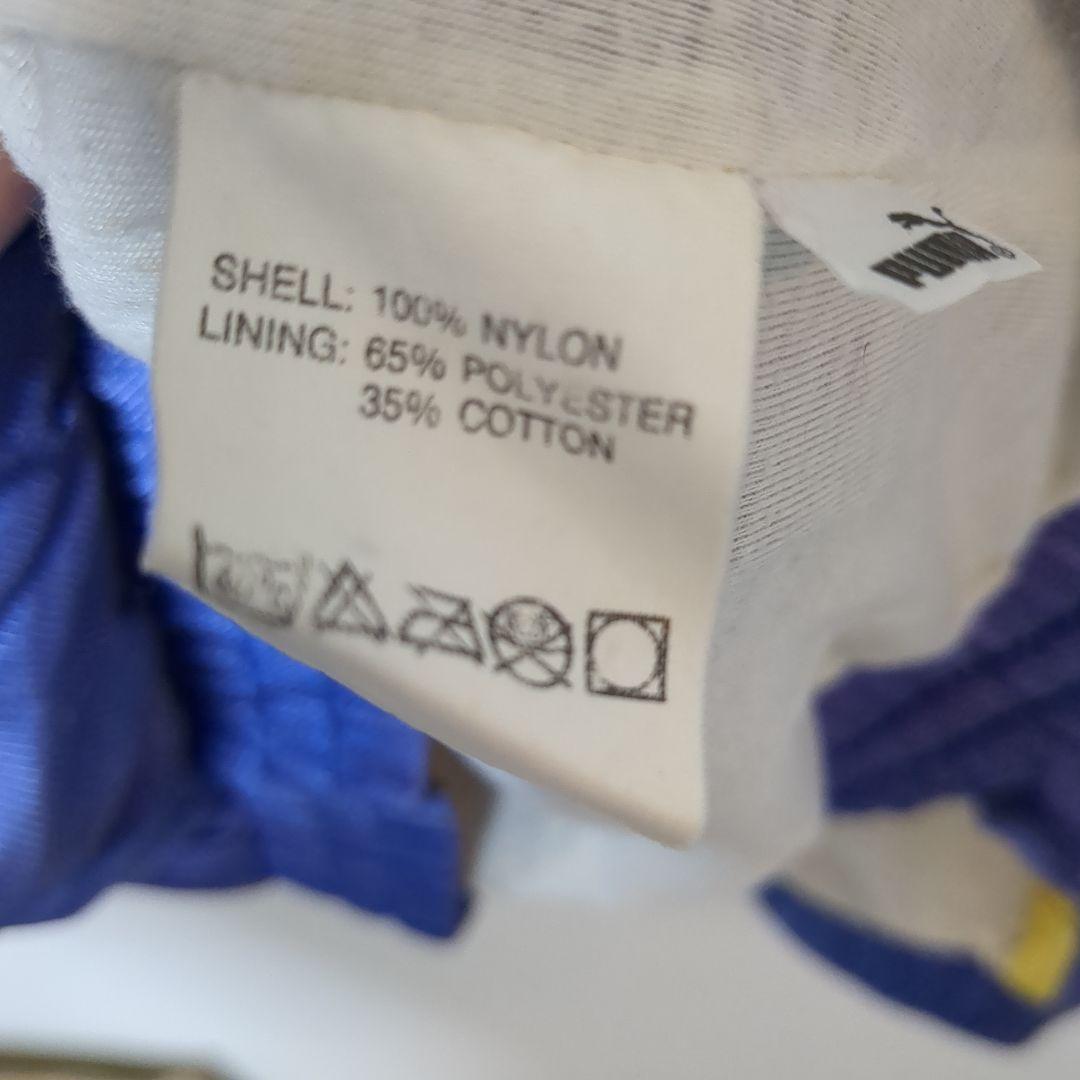 SHELL: 100% NYLON
LINING: 65% POLYESTER
35% COTTON
PUMA